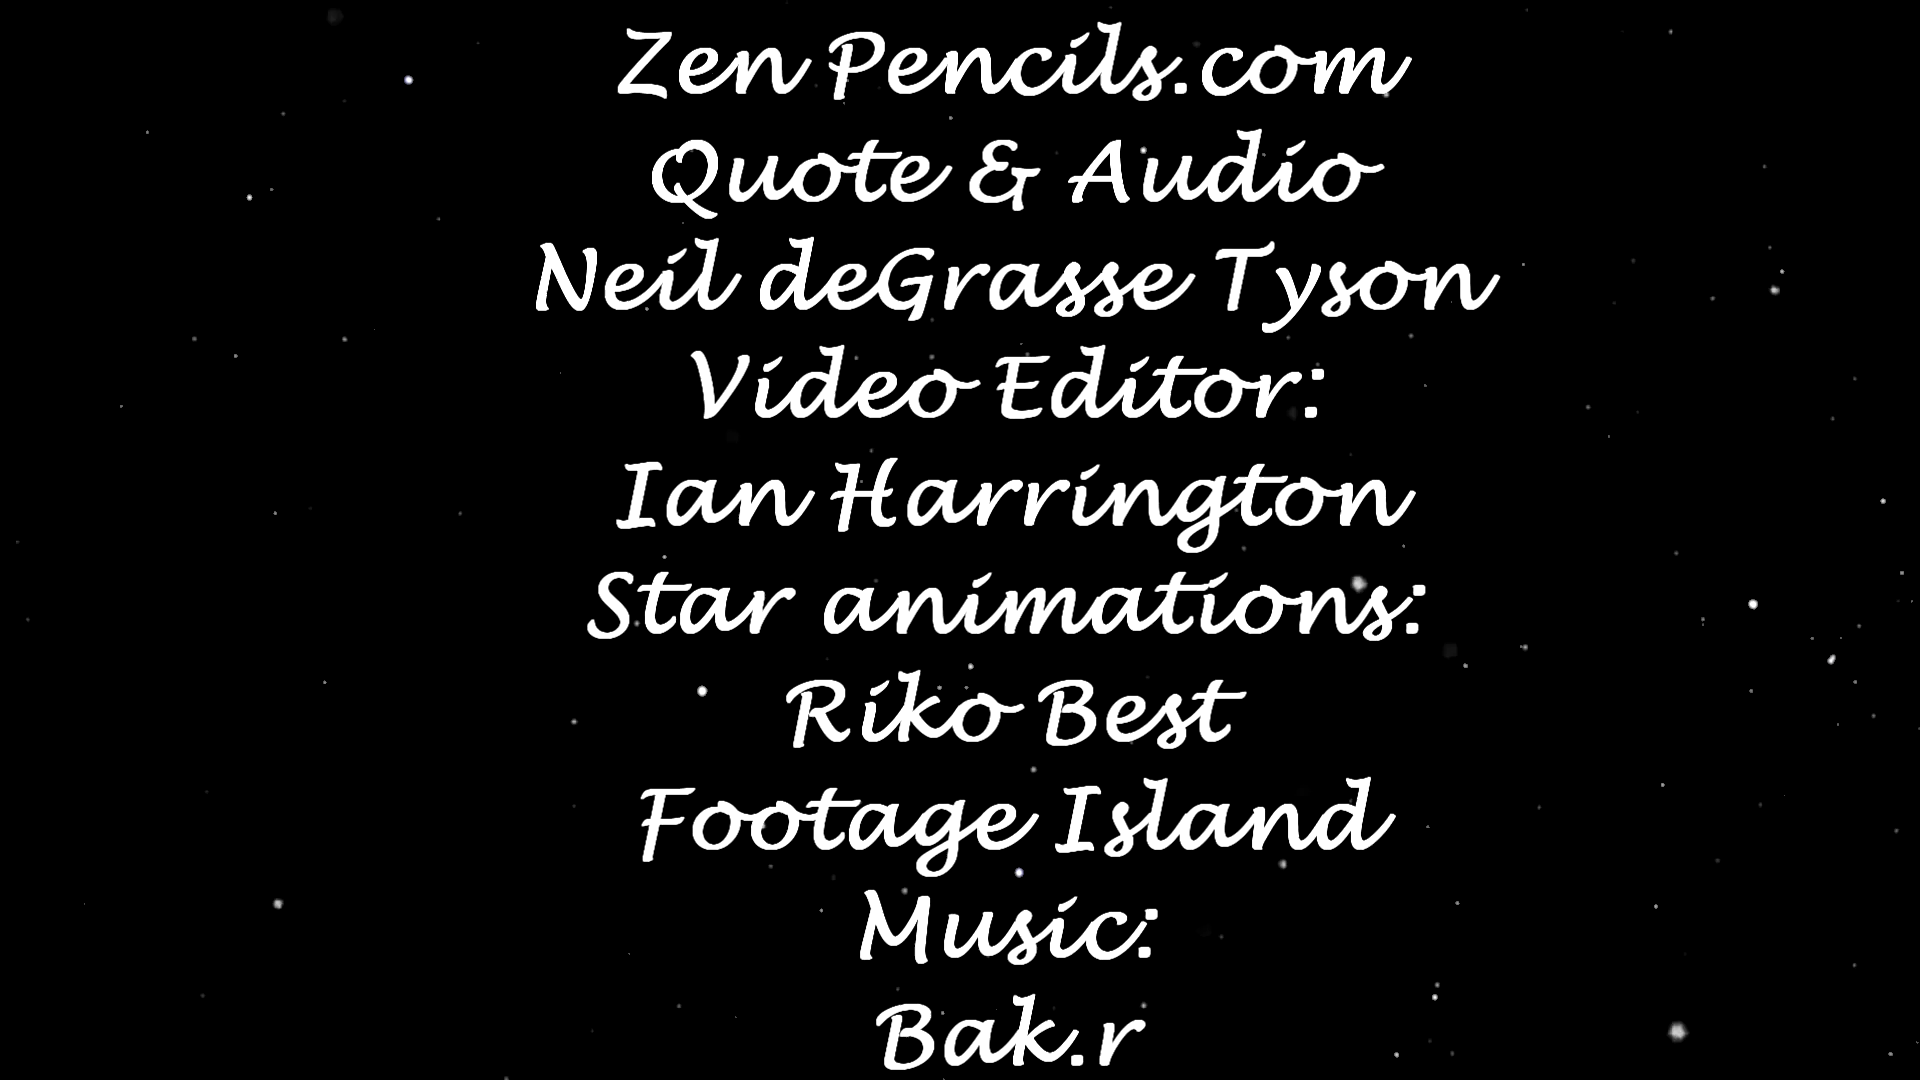 Zen Pencils.com
Quote & Audio
Neil deGrasse Tyson
Video Editor:
Ian Harrington
Star animations:
Riko Best
Footage Island
Music:
Bak.r